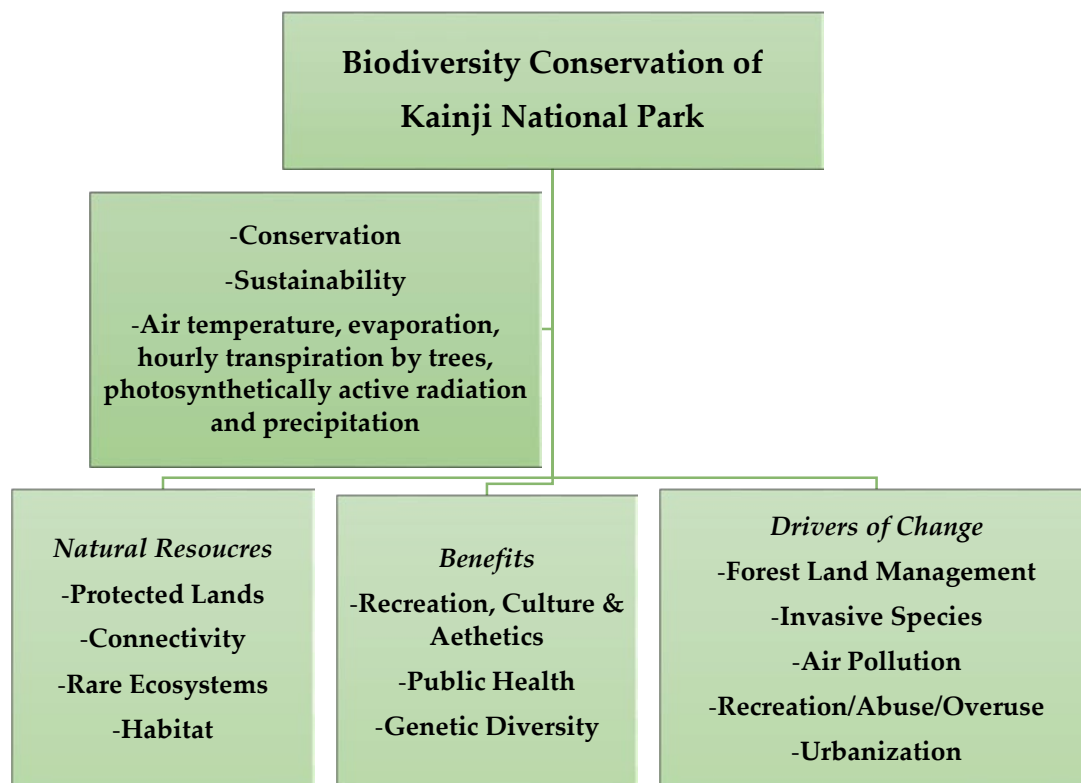 Biodiversity Conservation of
Kainji National Park
-Conservation
-Sustainability
-Air temperature, evaporation,
hourly transpiration by trees,
photosynthetically active radiation
and precipitation
Natural Resoucres
-Protected Lands
-Connectivity
-Rare Ecosystems
-Habitat
Benefits
-Recreation, Culture &
Aethetics
-Public Health
-Genetic Diversity
Drivers of Change
-Forest Land Management
-Invasive Species
-Air Pollution
-Recreation/Abuse/Overuse
-Urbanization